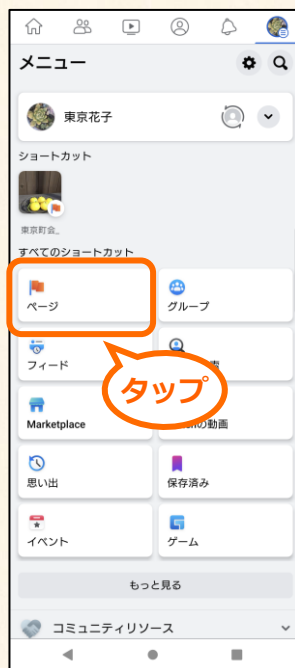 メニュー
東京花子
ショートカット
東京町会_
すべてのショートカット
ページ
グループ
フィード
タップ
Marketplace
の動画
思い出
保存済み
イベント
ゲーム
もっと見る
コミュニティリソース